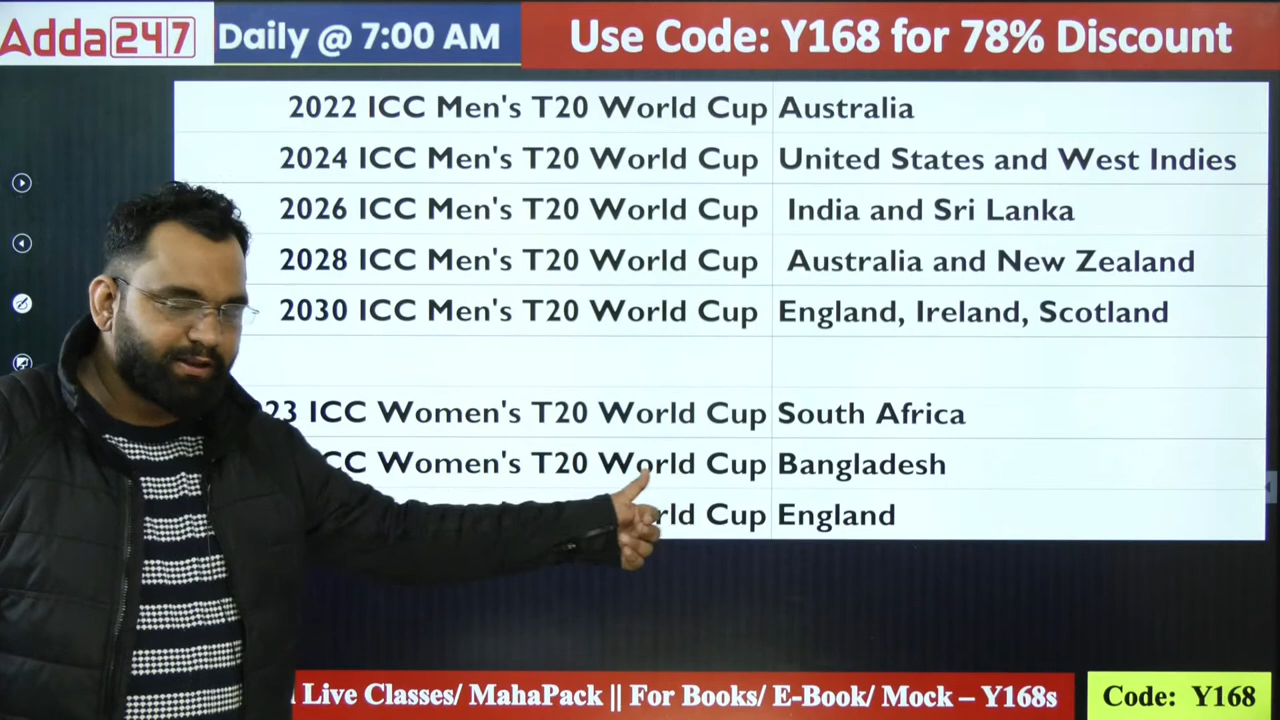 Adda247 Daily @ 7:00 AM Use Code: Y168 for 78% Discount
2022 ICC Men's T20 World Cup Australia
2024 ICC Men's T20 World Cup United States and West Indies
2026 ICC Men's T20 World Cup India and Sri Lanka
2028 ICC Men's T20 World Cup Australia and New Zealand
2030 ICC Men's T20 World Cup England, Ireland, Scotland
23 ICC Women's T20 World Cup South Africa
CC Women's T20 World Cup Bangladesh
rld Cup England
Live Classes/ MahaPack || For Books/ E-Book/ Mock – Y168s Code: Y168